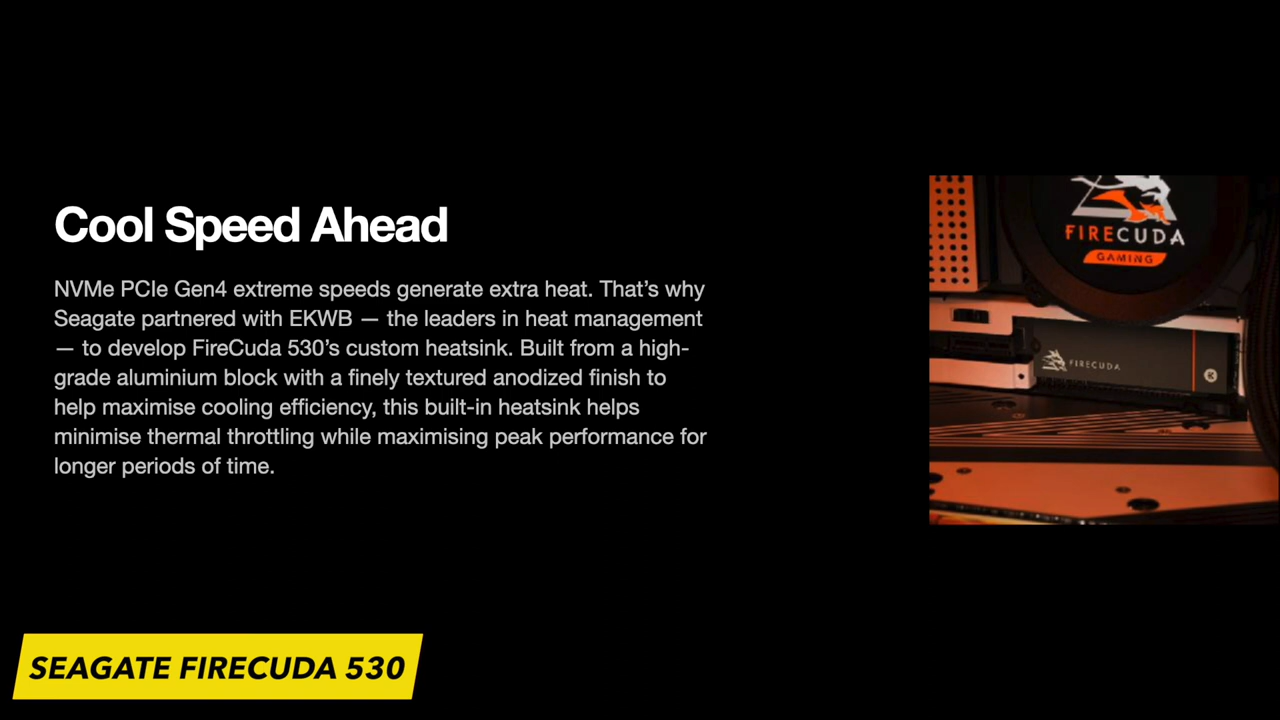 Cool Speed Ahead
NVMe PCIe Gen4 extreme speeds generate extra heat. That’s why
Seagate partnered with EKWB — the leaders in heat management
— to develop FireCuda 530’s custom heatsink. Built from a high-
grade aluminium block with a finely textured anodized finish to
help maximise cooling efficiency, this built-in heatsink helps
minimise thermal throttling while maximising peak performance for
longer periods of time.
FIRECUDA
GAMING
FIRECUDA
SEAGATE FIRECUDA 530